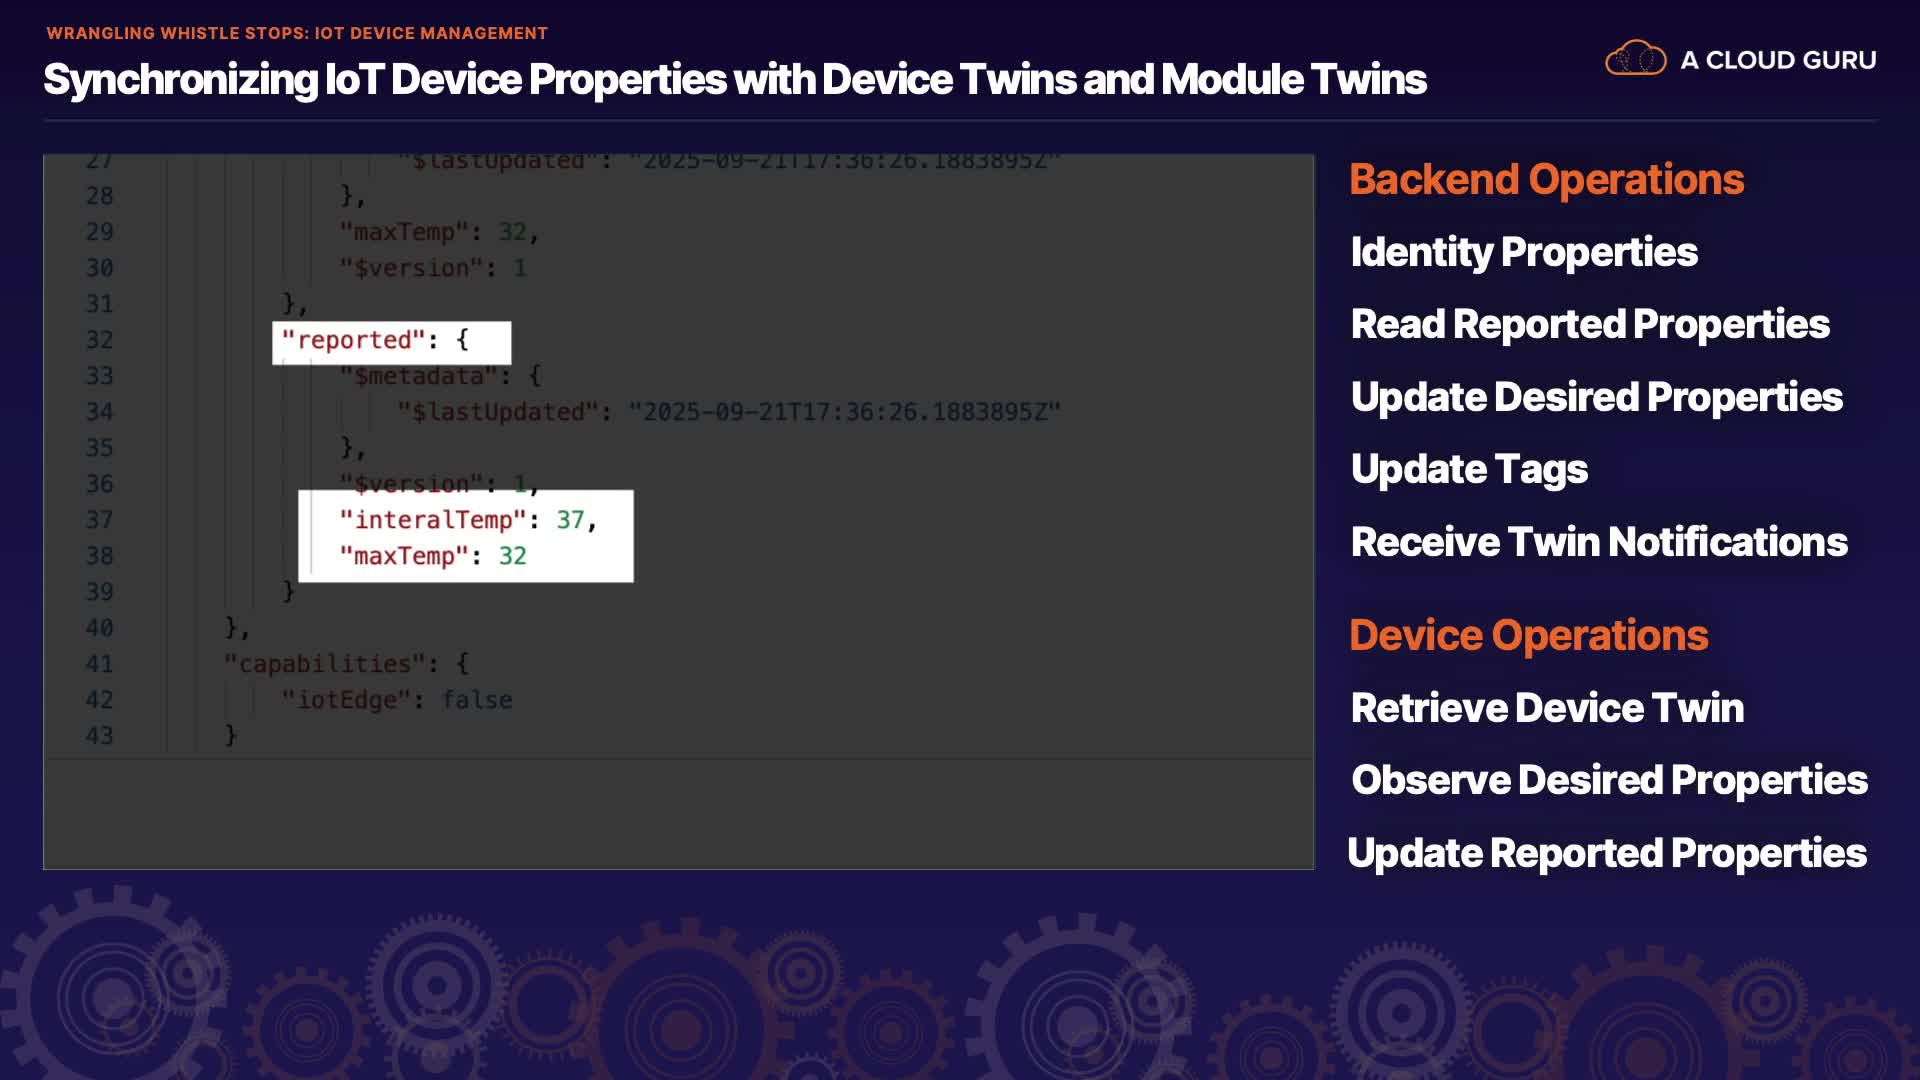 WRANGLING WHISTLE STOPS: IOT DEVICE MANAGEMENT
Synchronizing IoT Device Properties with Device Twins and Module Twins
A CLOUD GURU
27 "$lastUpdated": "2025-09-21T17:36:26.1883895Z"
28 },
29 "maxTemp": 32,
30 "$version": 1
31 },
32 "reported": {
33 "$metadata": {
34 "$lastUpdated": "2025-09-21T17:36:26.1883895Z"
35 },
36 "$version": 1,
37 "interalTemp": 37,
38 "maxTemp": 32
39 }
40 },
41 "capabilities": {
42 "iotEdge": false
43 }
Backend Operations
Identity Properties
Read Reported Properties
Update Desired Properties
Update Tags
Receive Twin Notifications
Device Operations
Retrieve Device Twin
Observe Desired Properties
Update Reported Properties